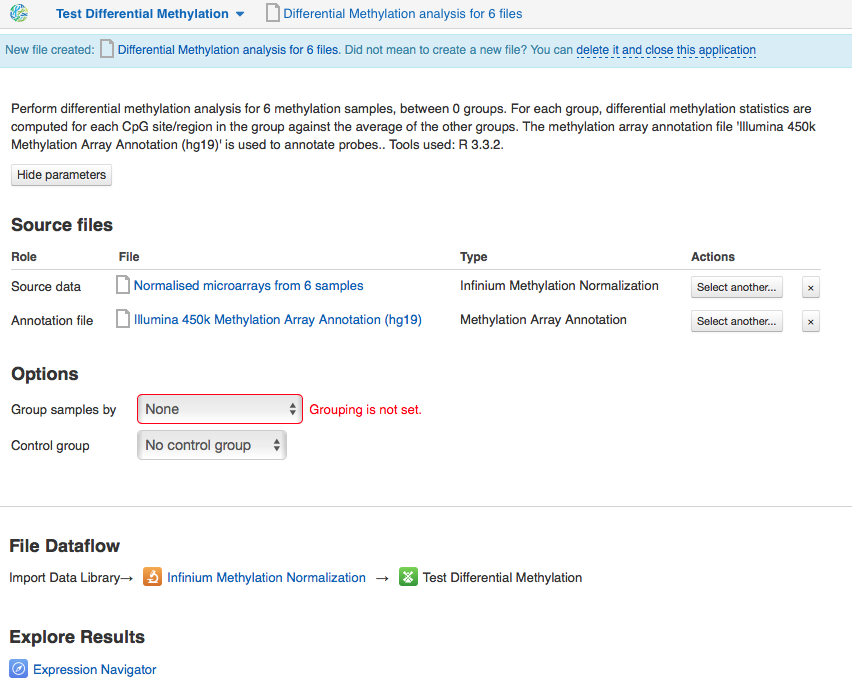 Test Differential Methylation Differential Methylation analysis for 6 files
New file created: Differential Methylation analysis for 6 files. Did not mean to create a new file? You can delete it and close this application
Perform differential methylation analysis for 6 methylation samples, between 0 groups. For each group, differential methylation statistics are
computed for each CpG site/region in the group against the average of the other groups. The methylation array annotation file 'Illumina 450k
Methylation Array Annotation (hg19)' is used to annotate probes.. Tools used: R 3.3.2.
Hide parameters
Source files
Role File Type Actions
Source data Normalised microarrays from 6 samples Infinium Methylation Normalization Select another... ×
Annotation file Illumina 450k Methylation Array Annotation (hg19) Methylation Array Annotation Select another... ×
Options
Group samples by None Grouping is not set.
Control group No control group
File Dataflow
Import Data Library→ Infinium Methylation Normalization → Test Differential Methylation
Explore Results
Expression Navigator